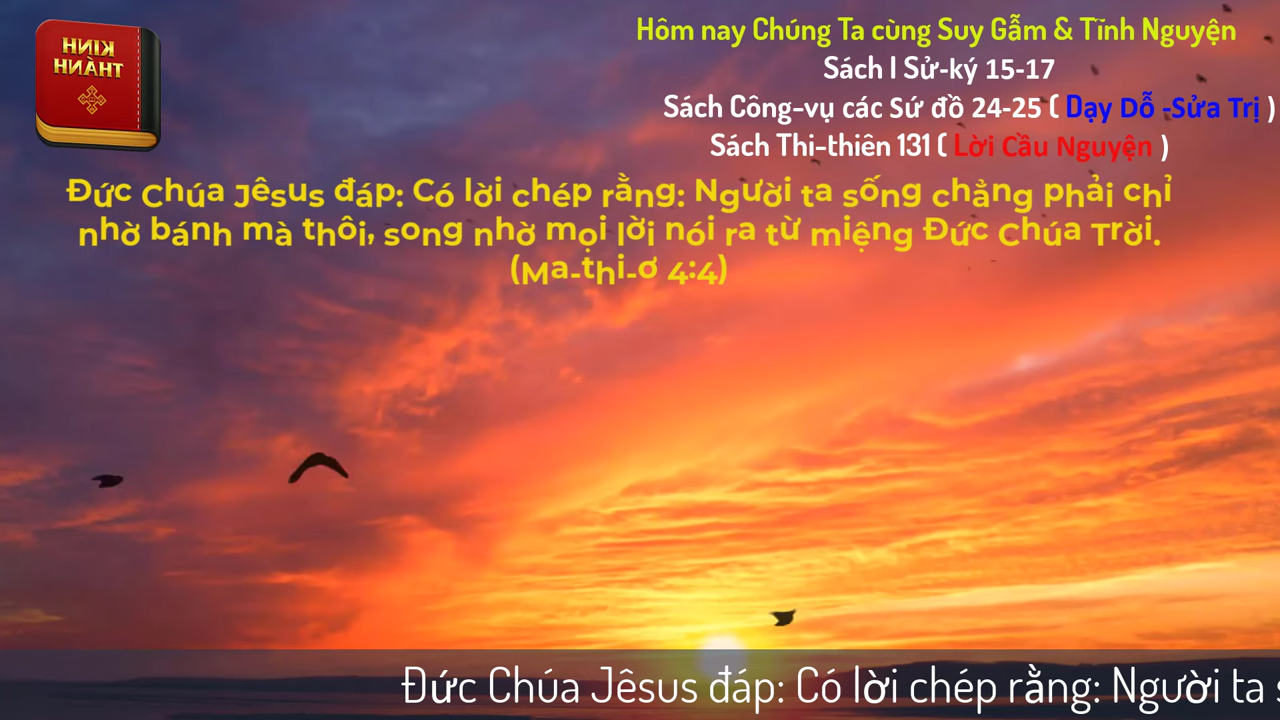 KINH
THÀNH
Hôm nay Chúng Ta cùng Suy Gẫm & Tĩnh Nguyện
Sách I Sử-ký 15-17
Sách Công-vụ các Sứ đồ 24-25 ( Dạy Dỗ -Sửa Trị )
Sách Thi-thiên 131 ( Lời Cầu Nguyện )
Đức Chúa Jêsus đáp: Có lời chép rằng: Người ta sống chẳng phải chỉ
nhờ bánh mà thôi, song nhờ mọi lời nói ra từ miệng Đức Chúa Trời.
(Ma-thi-ơ 4:4)
Đức Chúa Jêsus đáp: Có lời chép rằng: Người ta